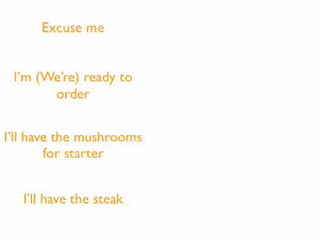 Excuse me
I'm (We're) ready to
order
I'll have the mushrooms
for starter
I'll have the steak